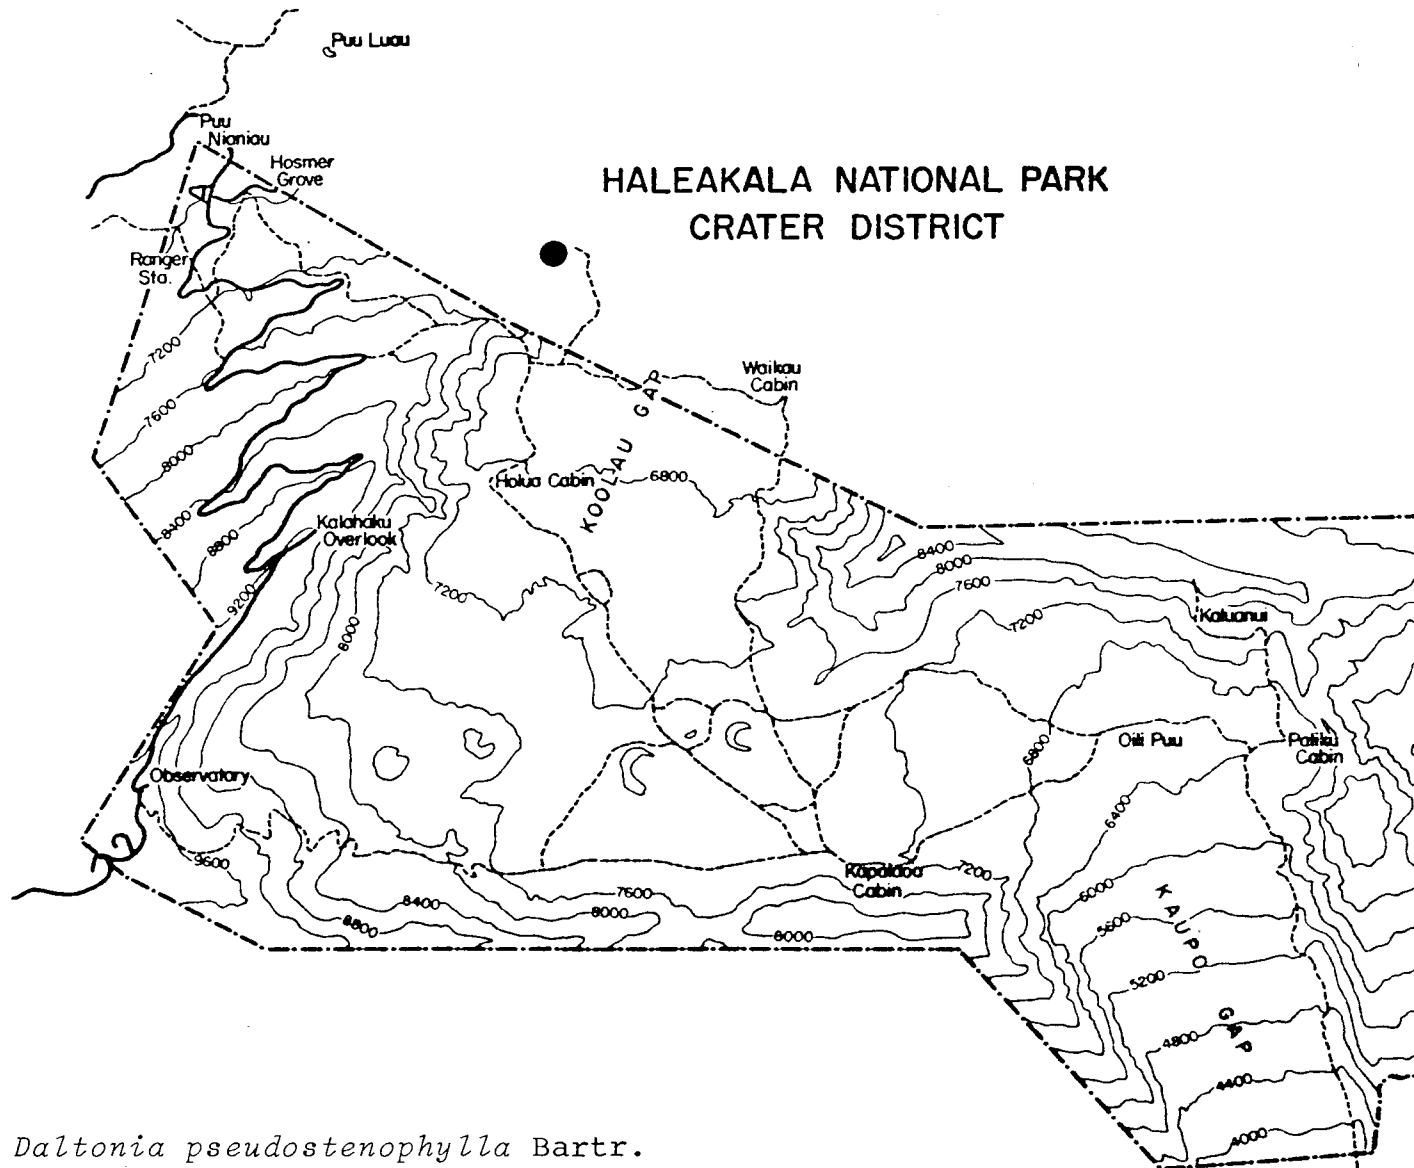 Puu Luau
Puu
Nianiau
Hosmer
Grove
HALEAKALA NATIONAL PARK
CRATER DISTRICT
Ranger
Sta.
7200
Waikau
Cabin
7600
KOOLAU GAP
8000
Holua Cabin
6800
8400
Kalahaku
Overlook
8800
8400
8000
7600
9200
7200
7200
Kaluanui
8000
6800
Oili Puu
Paliku
Cabin
Observatory
6400
9600
Kapaloa
Cabin
7200
7600
6000
8400
8000
KAUPO GAP
8800
5600
8000
5200
4800
4400
4000
Daltonia pseudostenophylla Bartr.